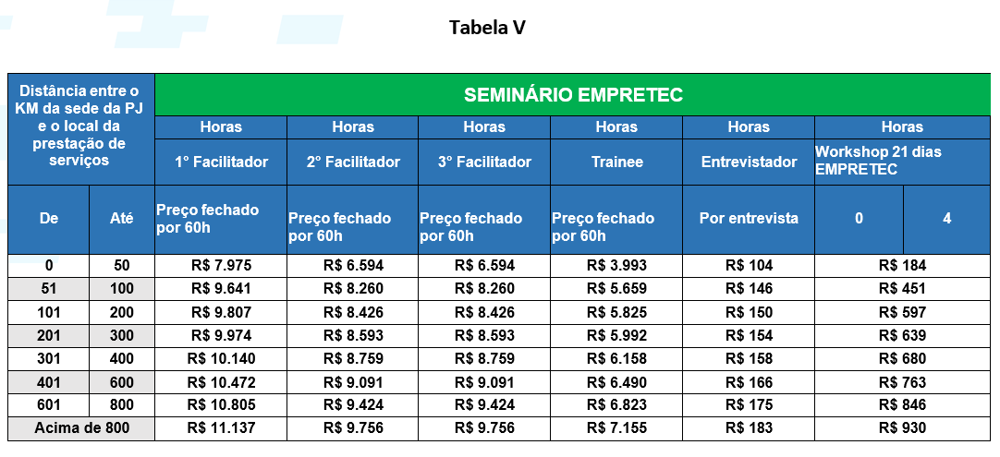 Tabela V
Distância entre o
KM da sede da PJ
e o local da
prestação de
serviços
SEMINÁRIO EMPRETEC
Horas Horas Horas Horas Horas Horas
1° Facilitador 2° Facilitador 3° Facilitador Trainee Entrevistador Workshop 21 dias
EMPRETEC
De Até Preço fechado
por 60h Preço fechado
por 60h Preço fechado
por 60h Preço fechado
por 60h Por entrevista 0 4
0 50 R$ 7.975 R$ 6.594 R$ 6.594 R$ 3.993 R$ 104 R$ 184
51 100 R$ 9.641 R$ 8.260 R$ 8.260 R$ 5.659 R$ 146 R$ 451
101 200 R$ 9.807 R$ 8.426 R$ 8.426 R$ 5.825 R$ 150 R$ 597
201 300 R$ 9.974 R$ 8.593 R$ 8.593 R$ 5.992 R$ 154 R$ 639
301 400 R$ 10.140 R$ 8.759 R$ 8.759 R$ 6.158 R$ 158 R$ 680
401 600 R$ 10.472 R$ 9.091 R$ 9.091 R$ 6.490 R$ 166 R$ 763
601 800 R$ 10.805 R$ 9.424 R$ 9.424 R$ 6.823 R$ 175 R$ 846
Acima de 800 R$ 11.137 R$ 9.756 R$ 9.756 R$ 7.155 R$ 183 R$ 930